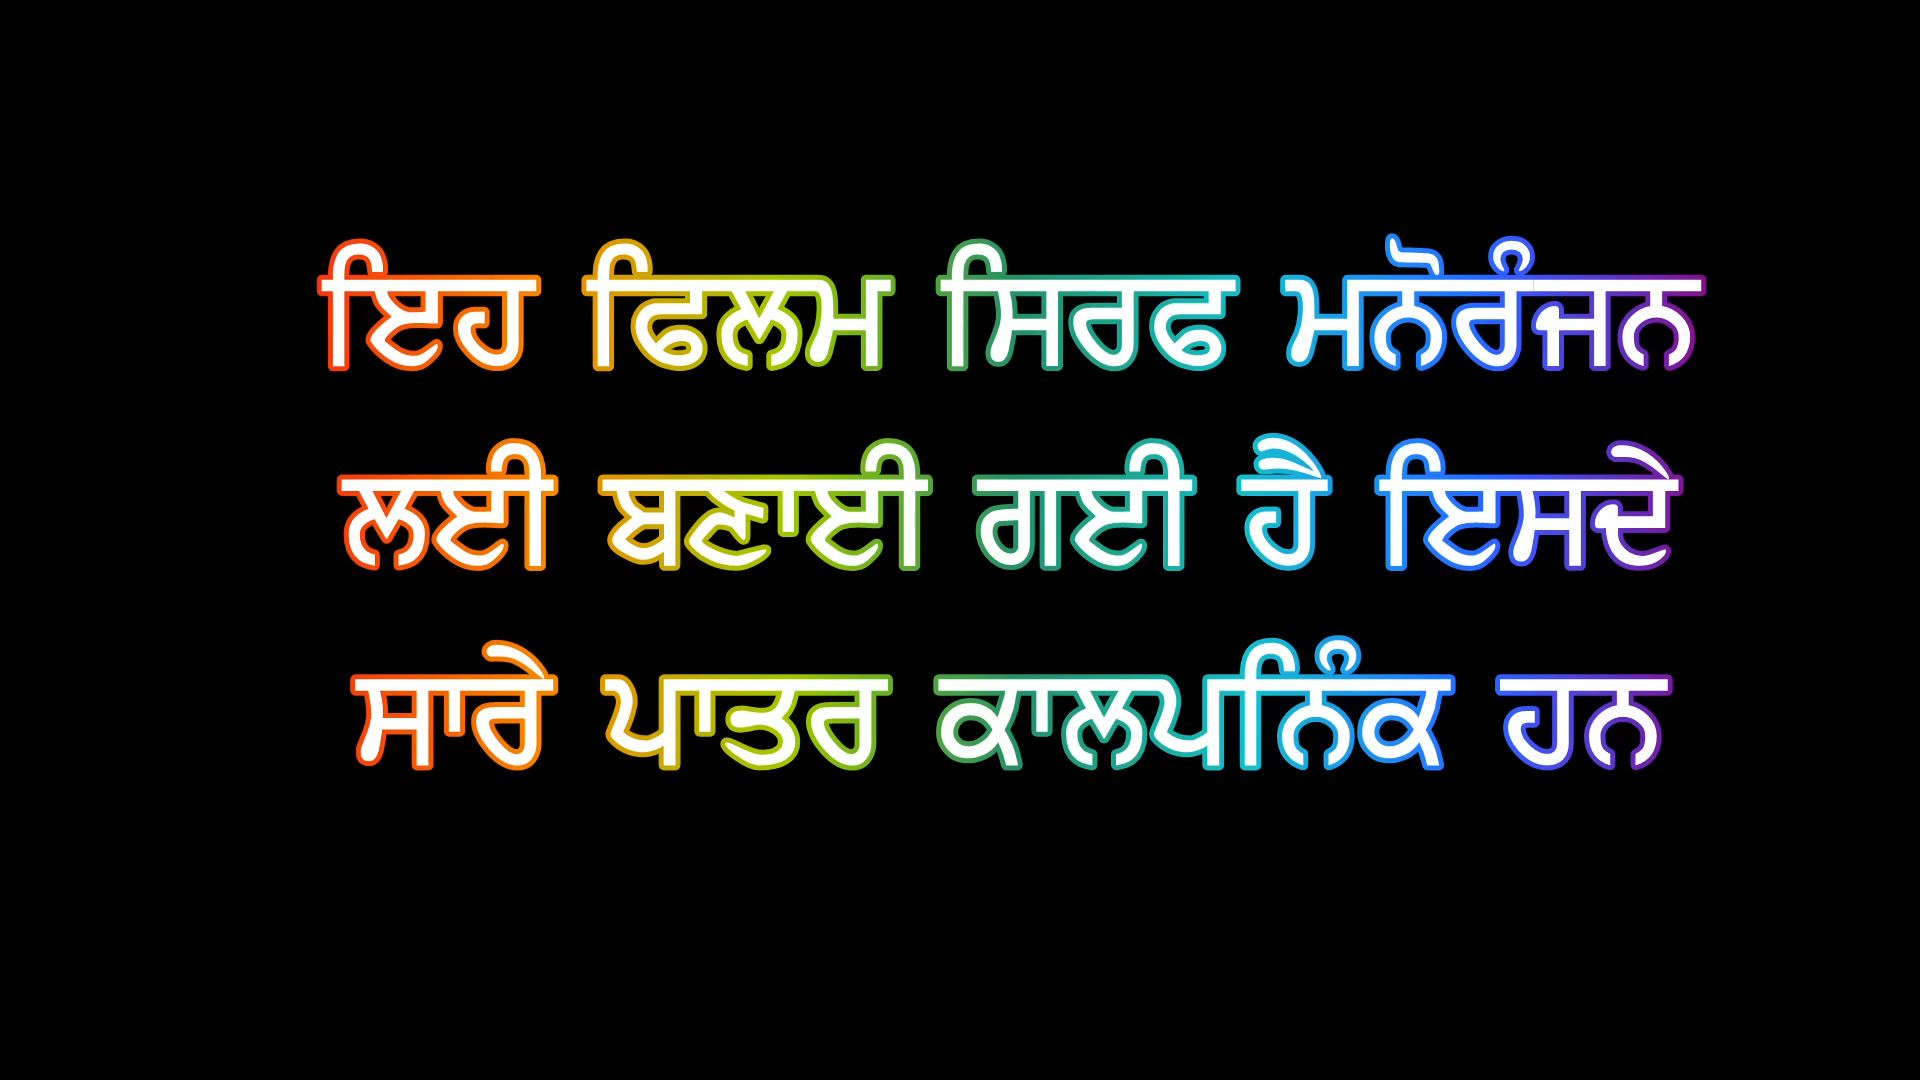 ਇਹ ਫਿਲਮ ਸਿਰਫ ਮਨੋਰੰਜਨ
ਲਈ ਬਣਾਈ ਗਈ ਹੈ ਇਸਦੇ
ਸਾਰੇ ਪਾਤਰ ਕਾਲਪਨਿੰਕ ਹਨ